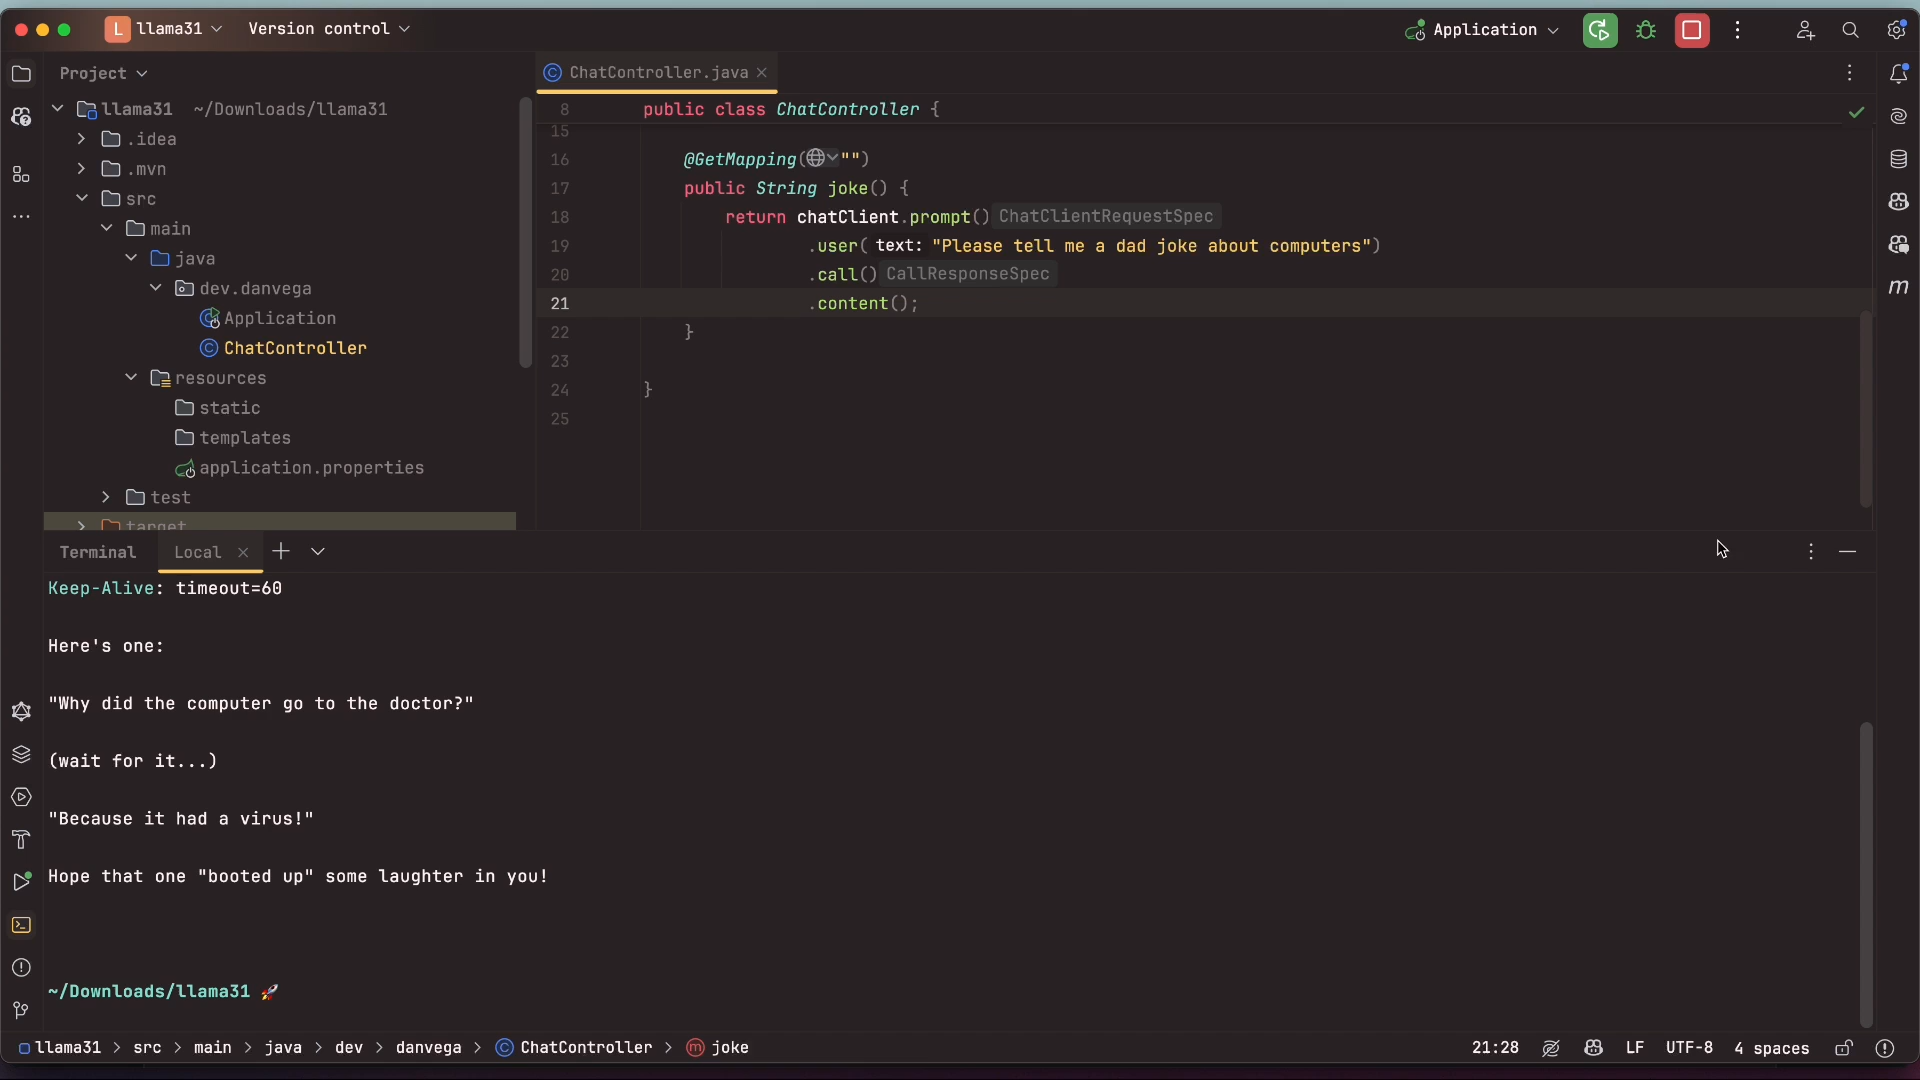 L llama31 Version control Application
Project
ChatController.java
llama31 ~/Downloads/llama31
.idea
.mvn
src
main
java
dev.danvega
Application
ChatController
resources
static
templates
application.properties
test
target
8 public class ChatController {
15
16 @GetMapping("")
17 public String joke() {
18 return chatClient.prompt() ChatClientRequestSpec
19 .user( text: "Please tell me a dad joke about computers")
20 .call() CallResponseSpec
21 .content();
22 }
23
24 }
25
m
Terminal Local
Keep-Alive: timeout=60
Here's one:
"Why did the computer go to the doctor?"
(wait for it...)
"Because it had a virus!"
Hope that one "booted up" some laughter in you!
~/Downloads/llama31 🚀
llama31 > src > main > java > dev > danvega > ChatController > joke 21:28 LF UTF-8 4 spaces